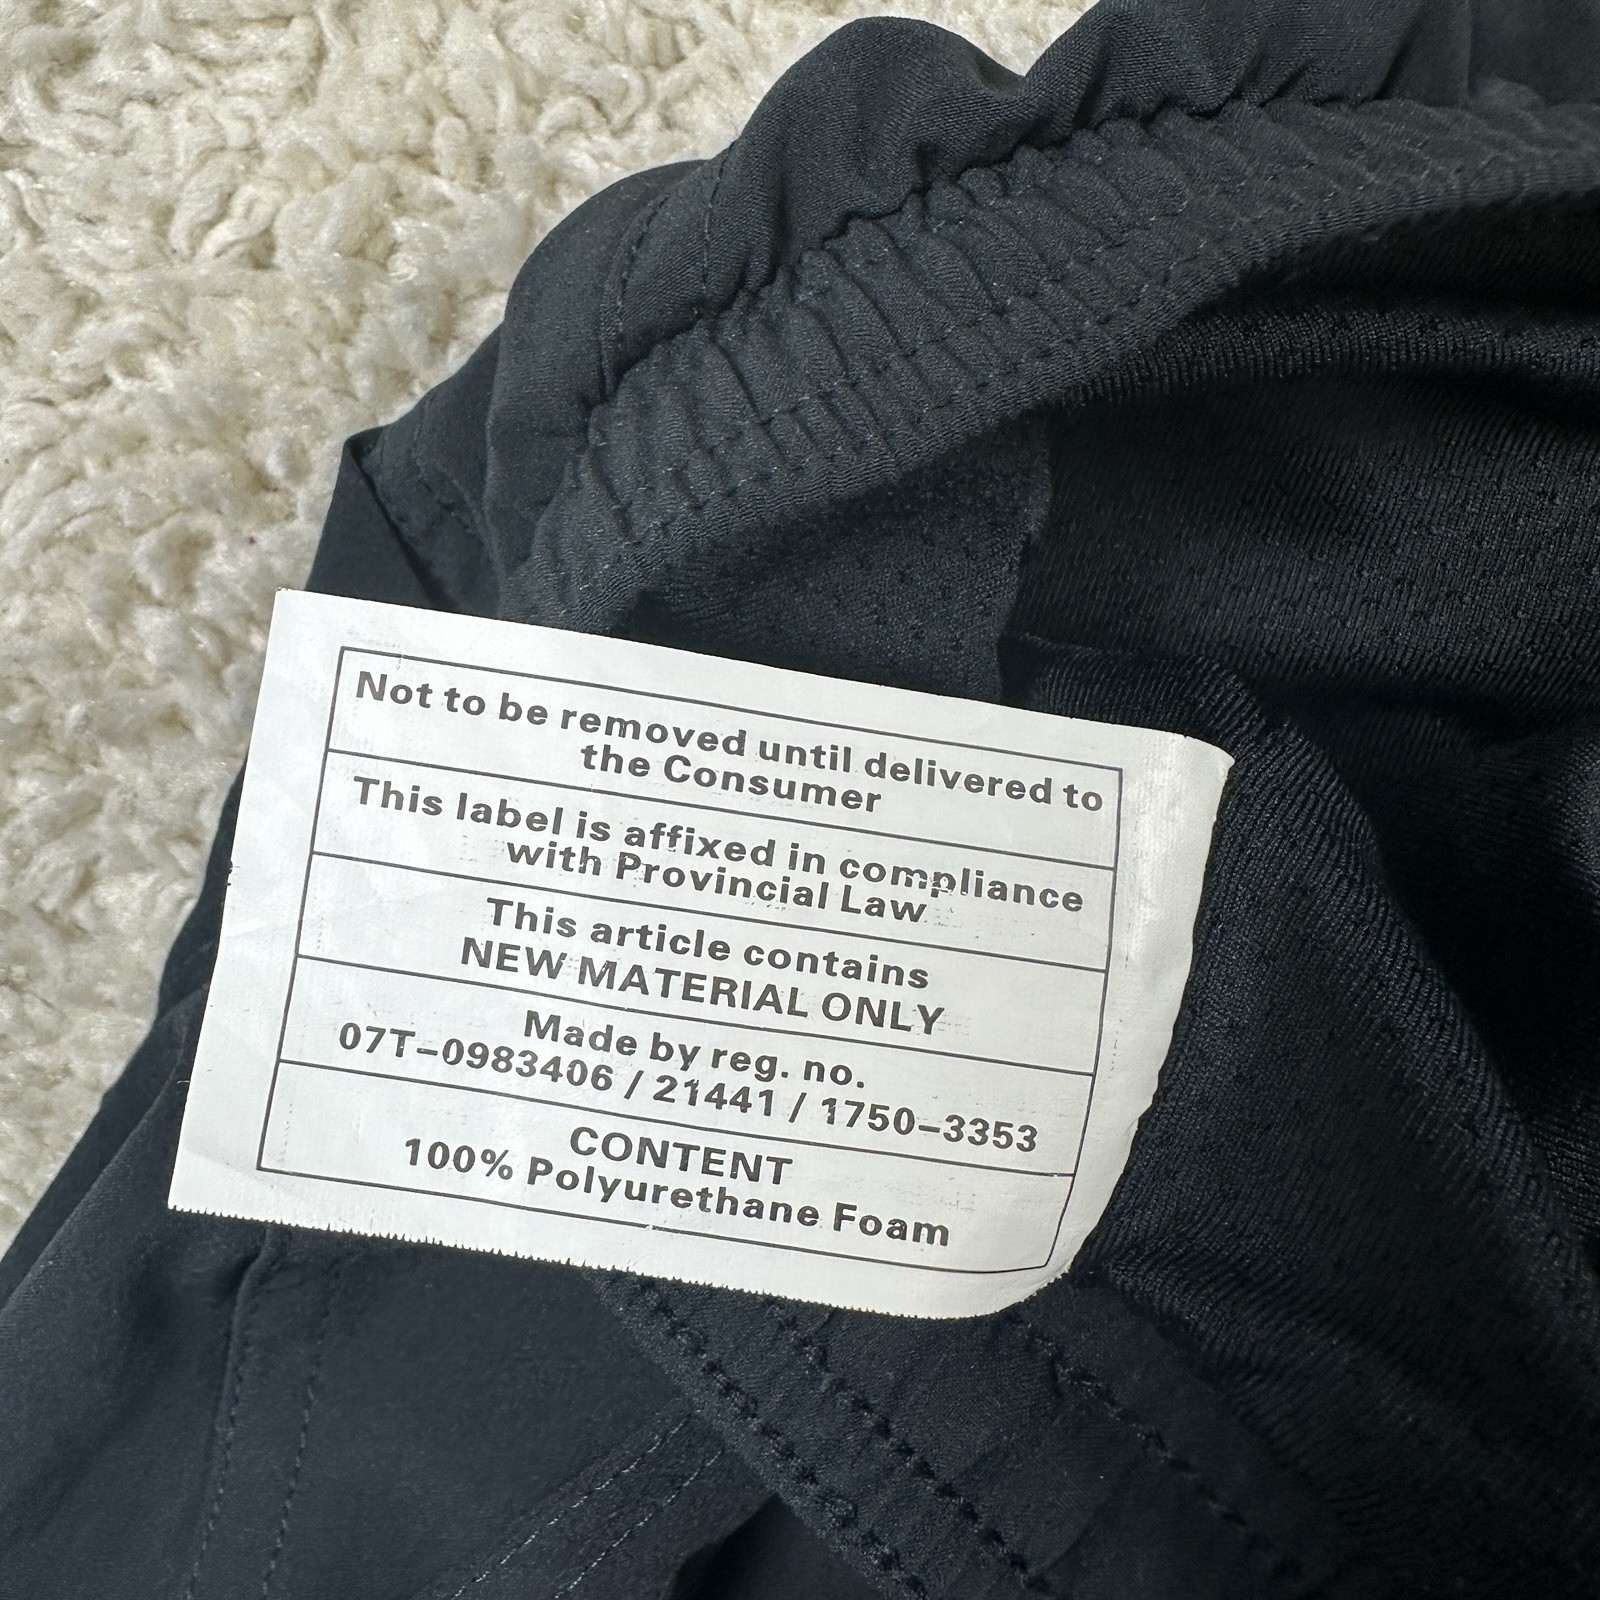 Not to be removed until delivered to
the Consumer
This label is affixed in compliance
with Provincial Law
This article contains
NEW MATERIAL ONLY
Made by reg. no.
07T-0983406 / 21441 / 1750-3353
CONTENT
100% Polyurethane Foam